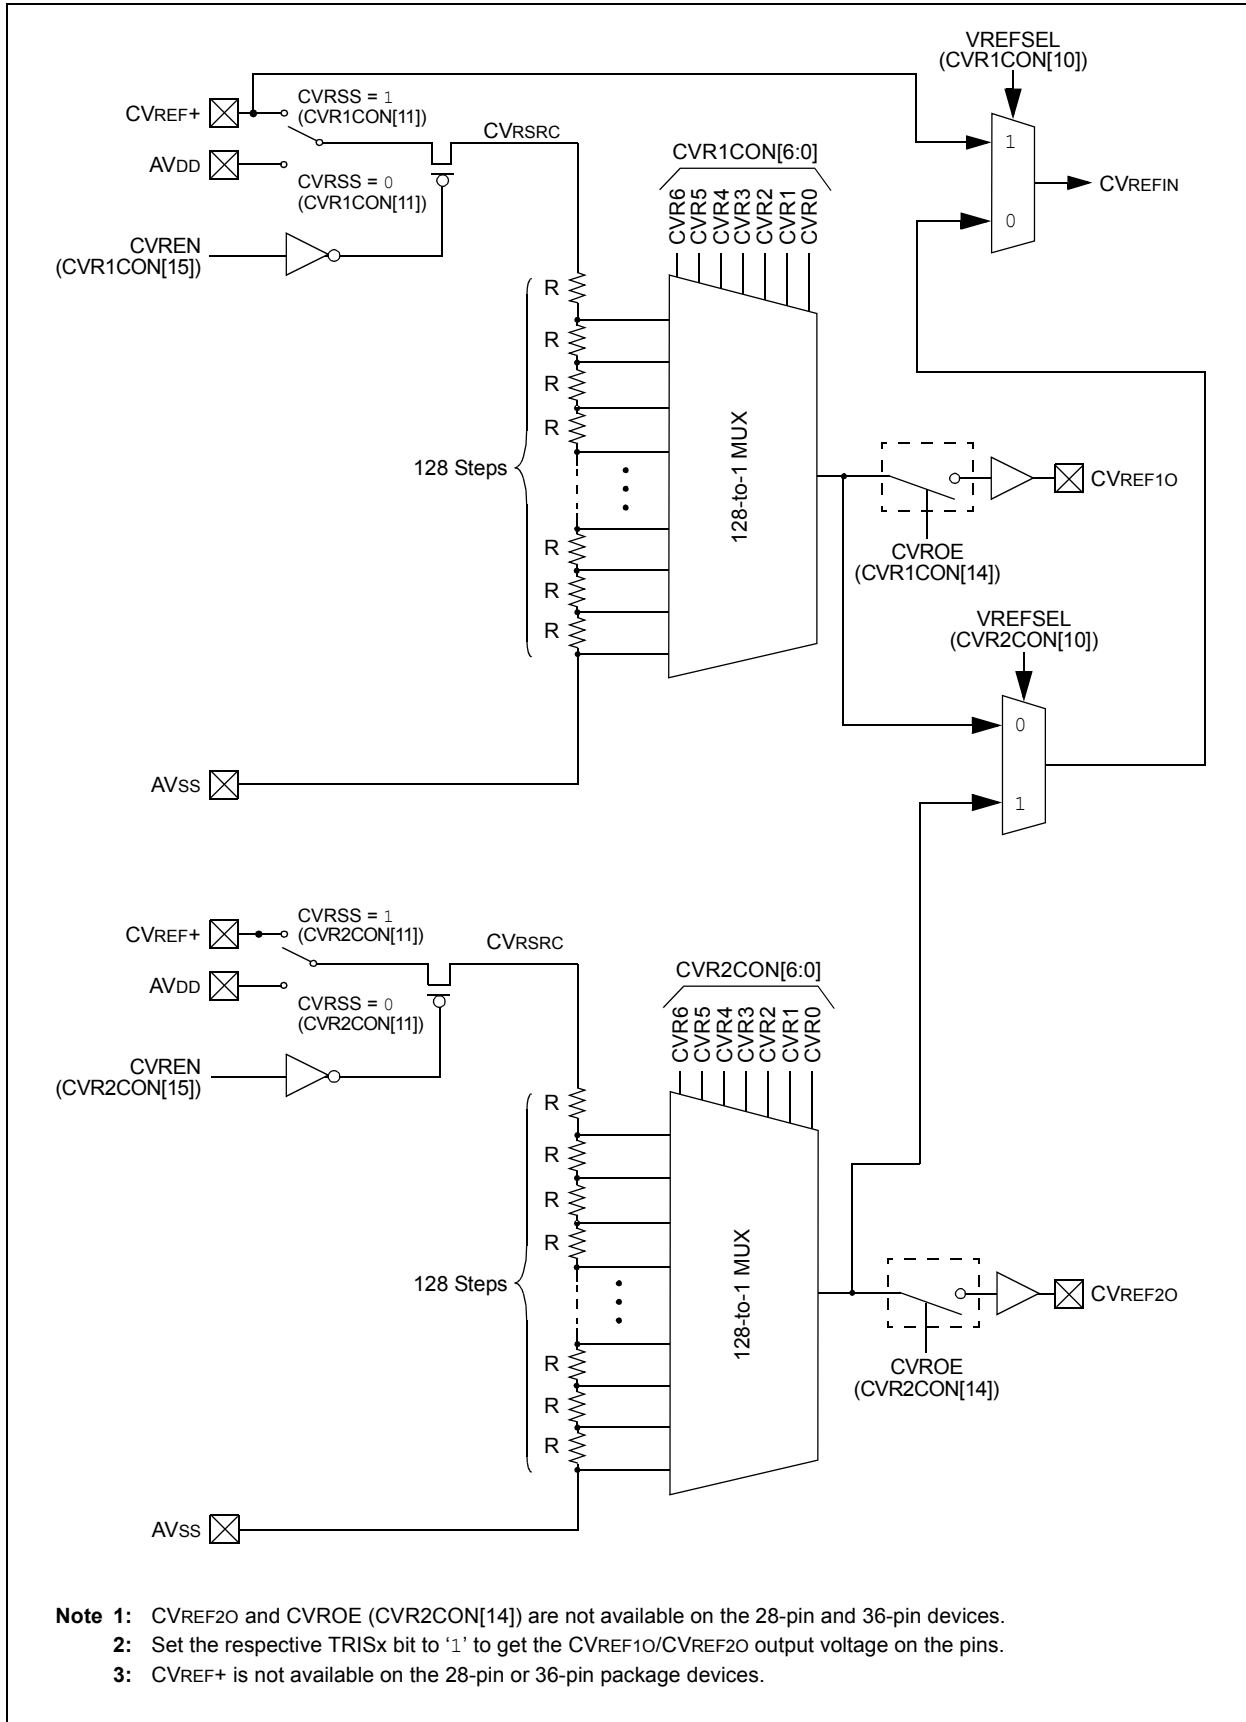 VREFSEL
(CVR1CON[10])
CVREF+
CVRSS = 1
(CVR1CON[11])
CVRSRC
AVDD
CVRSS = 0
(CVR1CON[11])
CVREN
(CVR1CON[15])
CVR1CON[6:0]
CVR6
CVR5
CVR4
CVR3
CVR2
CVR1
CVR0
1
0
CVREFIN
R
R
R
R
128 Steps
R
R
R
128-to-1 MUX
CVREF1O
CVROE
(CVR1CON[14])
VREFSEL
(CVR2CON[10])
0
1
AVSS
CVREF+
CVRSS = 1
(CVR2CON[11])
CVRSRC
AVDD
CVRSS = 0
(CVR2CON[11])
CVREN
(CVR2CON[15])
CVR2CON[6:0]
CVR6
CVR5
CVR4
CVR3
CVR2
CVR1
CVR0
R
R
R
R
128 Steps
R
R
R
128-to-1 MUX
CVREF2O
CVROE
(CVR2CON[14])
AVSS
Note 1: CVREF2O and CVROE (CVR2CON[14]) are not available on the 28-pin and 36-pin devices.
2: Set the respective TRISx bit to ‘1’ to get the CVREF1O/CVREF2O output voltage on the pins.
3: CVREF+ is not available on the 28-pin or 36-pin package devices.